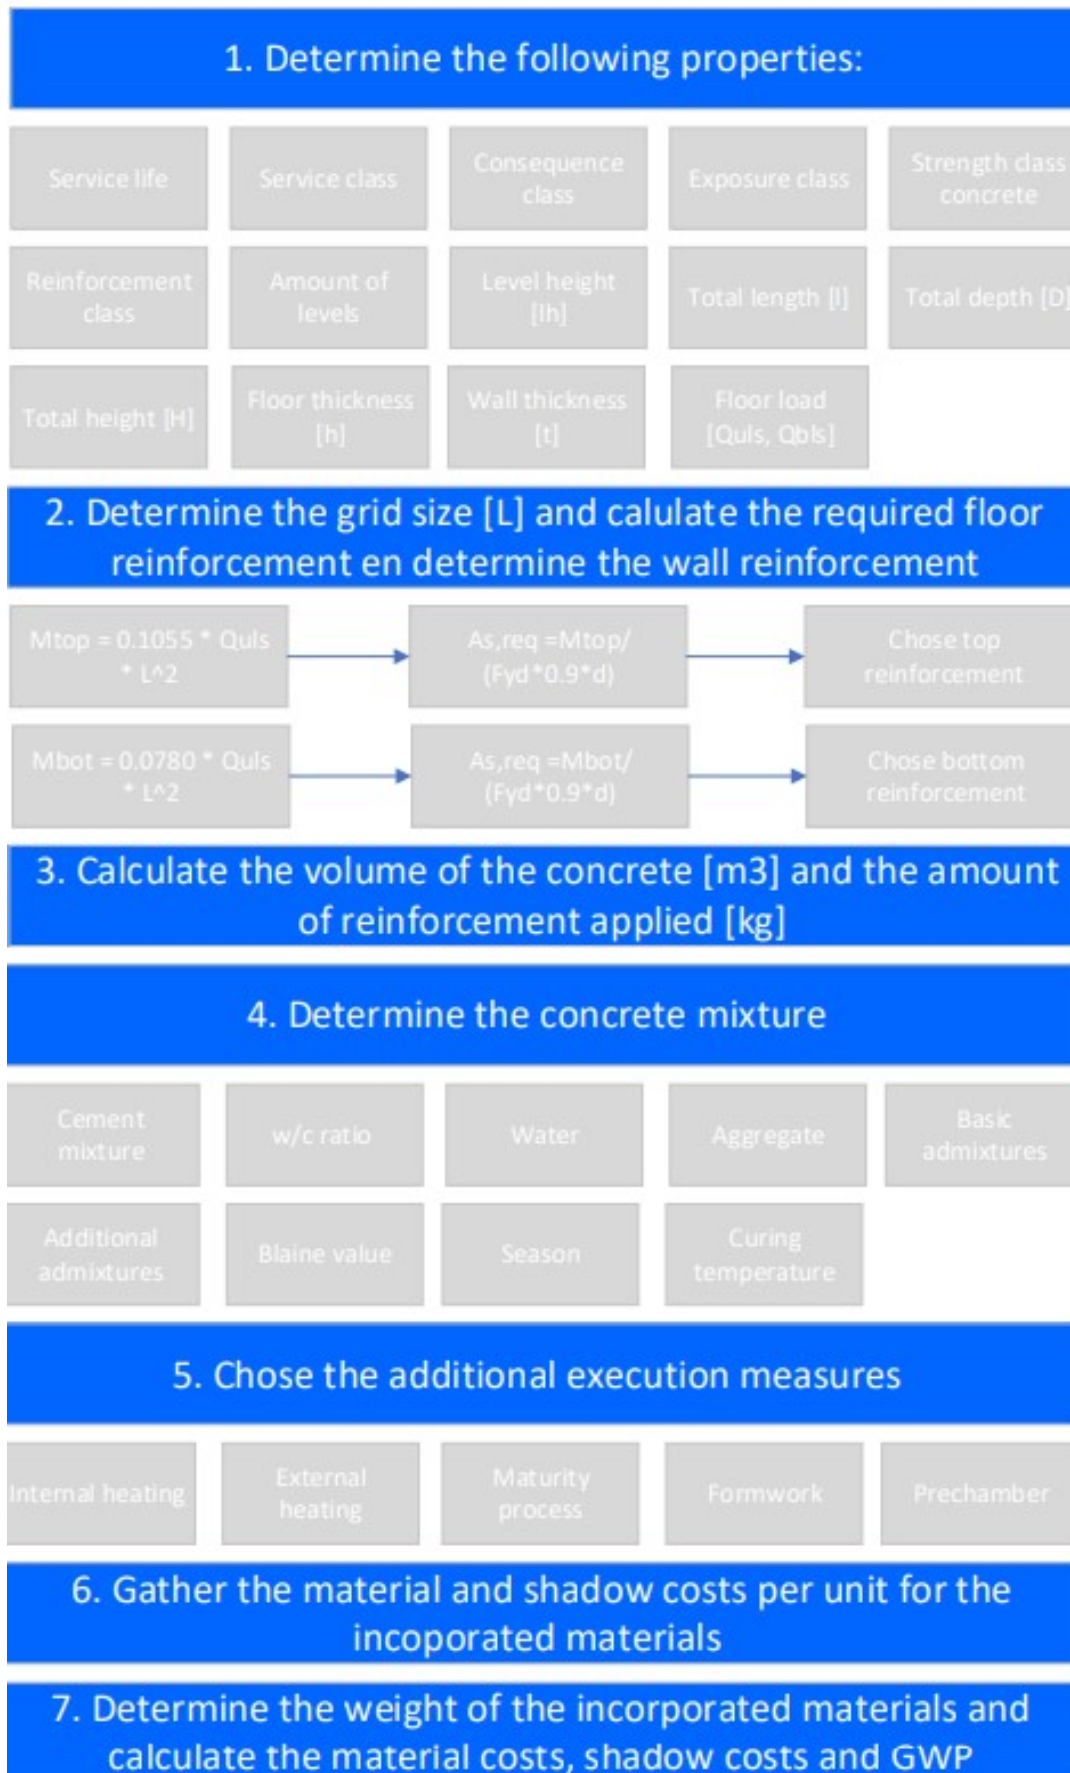 1. Determine the following properties:
Service life
Service class
Consequence
class
Exposure class
Strength class
concrete
Reinforcement
class
Amount of
levels
Level height
[lh]
Total length [l]
Total depth [D]
Total height [H]
Floor thickness
[h]
Wall thickness
[t]
Floor load
[Quls, Qbls]
2. Determine the grid size [L] and calulate the required floor
reinforcement en determine the wall reinforcement
Mtop = 0.1055 * Quls
* L^2
As,req =Mtop/
(Fyd*0.9*d)
Chose top
reinforcement
Mbot = 0.0780 * Quls
* L^2
As,req =Mbot/
(Fyd*0.9*d)
Chose bottom
reinforcement
3. Calculate the volume of the concrete [m3] and the amount
of reinforcement applied [kg]
4. Determine the concrete mixture
Cement
mixture
w/c ratio
Water
Aggregate
Basic
admixtures
Additional
admixtures
Blaine value
Season
Curing
temperature
5. Chose the additional execution measures
Internal heating
External
heating
Maturity
process
Formwork
Prechamber
6. Gather the material and shadow costs per unit for the
incoporated materials
7. Determine the weight of the incorporated materials and
calculate the material costs, shadow costs and GWP